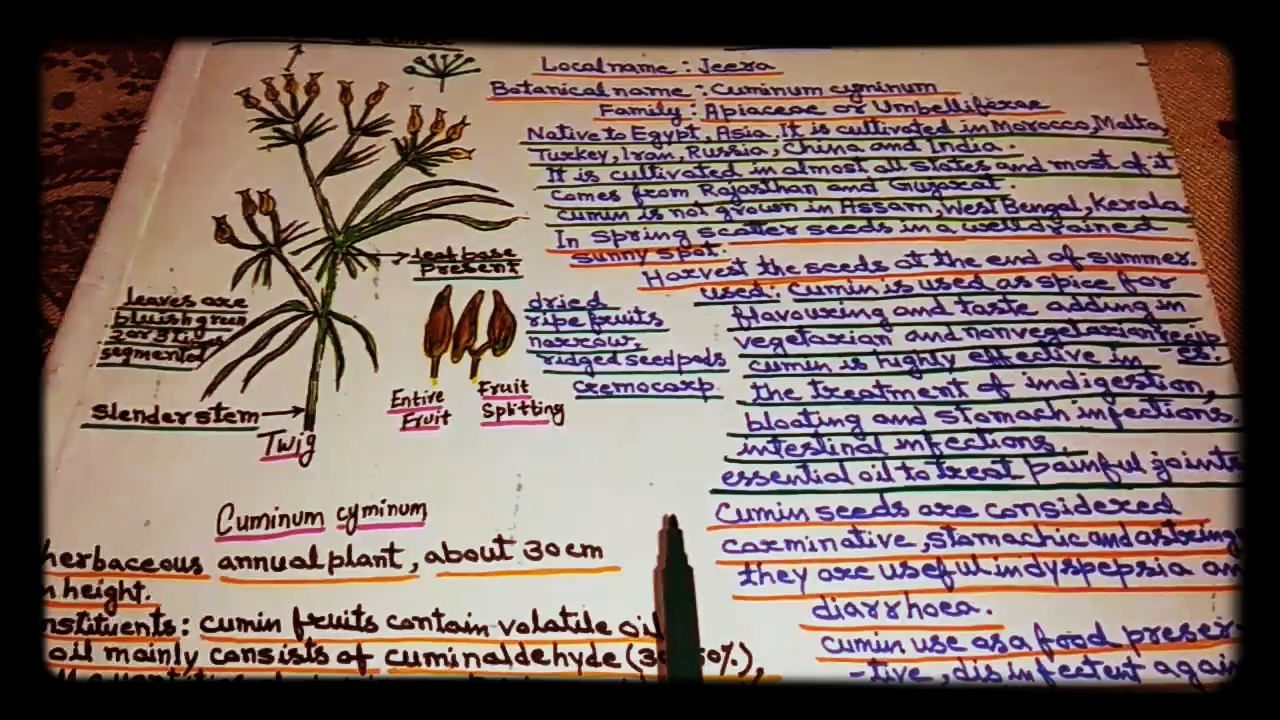 Local name : Jeera
Botanical name : Cuminum cyminum
Family : Apiaceae or Umbelliferae
Native to Egypt, Asia. It is cultivated in Morocco, Malta,
Turkey, Iran, Russia, China and India.
It is cultivated in almost all states and most of it
comes from Rajasthan and Gujarat.
Cumin is not grown in Assam, West Bengal, Kerala
In spring scatter seeds in a well drained
sunny spot.
Harvest the seeds at the end of summer.
used. Cumin is used as spice for
flavouring and taste adding in
vegetarian and nonvegetarian recip
es.
cumin is highly effective in
the treatment of indigestion,
bloating and stomach infections.
intestinal infections.
essential oil to treat painful joints
Cumin seeds are considered
carminative, stomachic and astring
they are useful in dyspepsia an
diarrhoea.
cumin use as a food preser-
-tive, disinfectent again
leaf base
present
leaves are
bluish green
2 or 3 times
segmented
slender stem
Twig
dried
ripe fruits
narrow,
ridged seed pods
cremocarp
Entire
Fruit
Fruit
Splitting
Cuminum cyminum
herbaceous annual plant, about 30 cm
height.
nstituents : cumin fruits contain volatile oil
oil mainly consists of cuminaldehyde (3 0%),